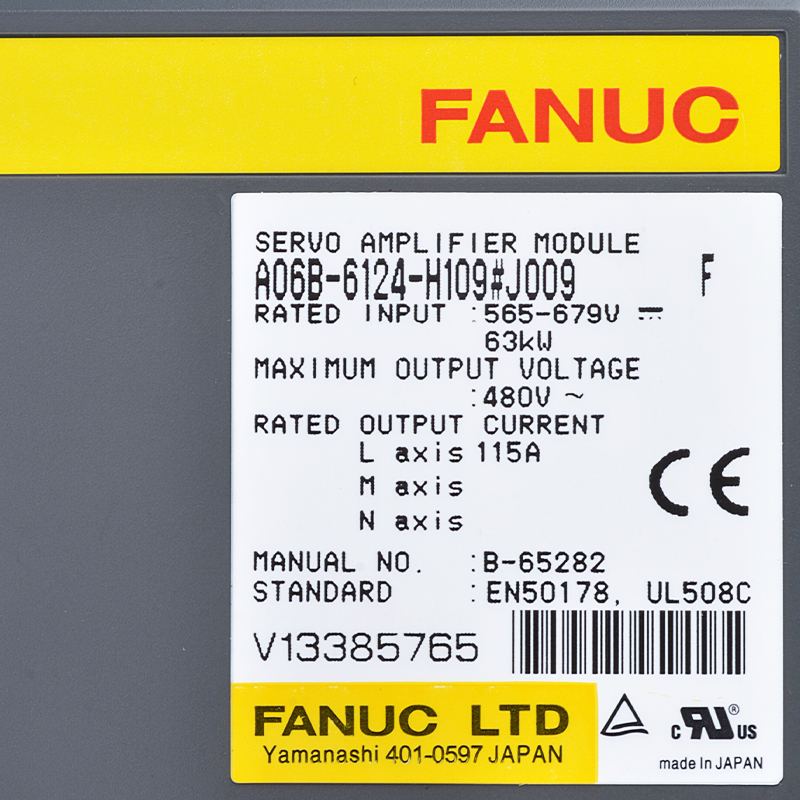 FANUC
SERVO AMPLIFIER MODULE
A06B-6124-H109#J009 F
RATED INPUT :565-679V ⎓
63kW
MAXIMUM OUTPUT VOLTAGE
:480V ~
RATED OUTPUT CURRENT
L axis 115A
M axis
N axis
MANUAL NO. :B-65282
STANDARD :EN50178, UL508C
V13385765
CE
FANUC LTD
Yamanashi 401-0597 JAPAN
c RU ® US
made in JAPAN